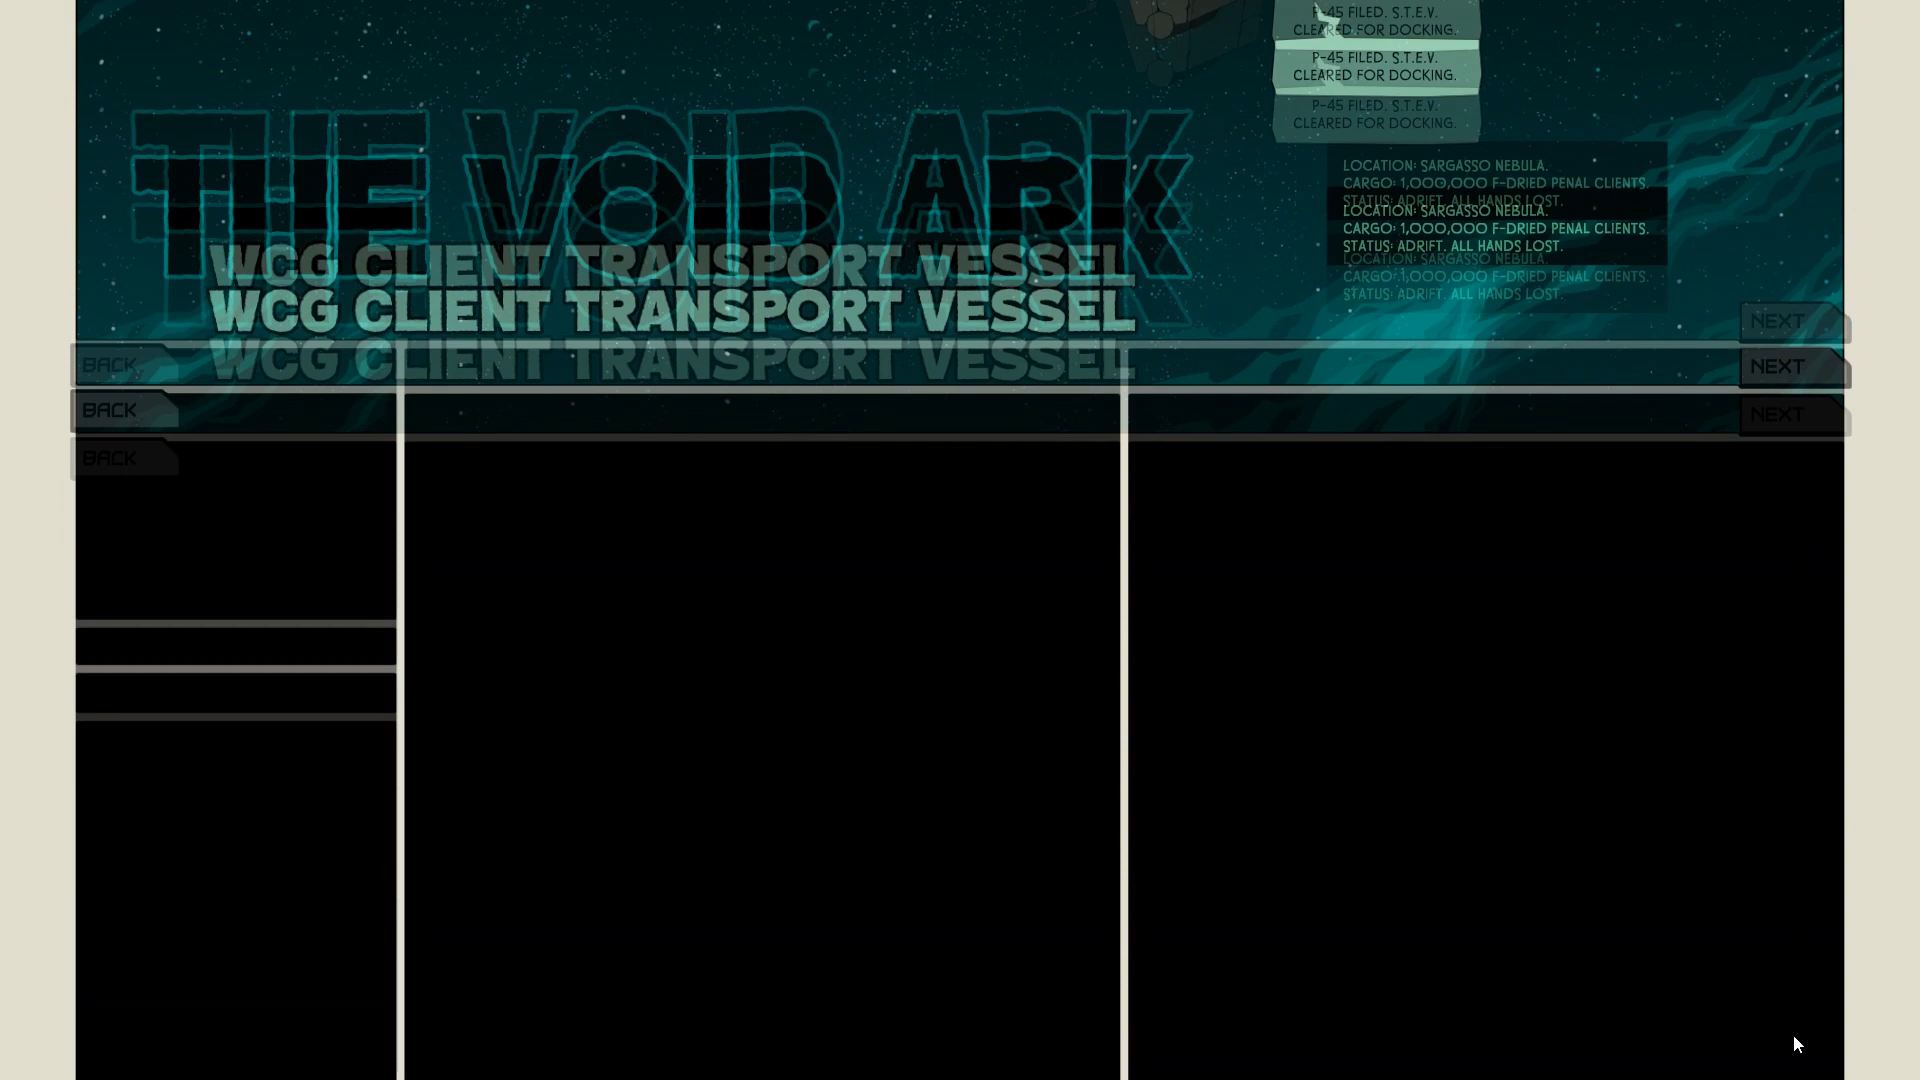 P-45 FILED. S.T.E.V.
CLEARED FOR DOCKING.
P-45 FILED. S.T.E.V.
CLEARED FOR DOCKING.
P-45 FILED. S.T.E.V.
CLEARED FOR DOCKING.
THE VOID ARK
LOCATION: SARGASSO NEBULA.
CARGO: 1,000,000 F-DRIED PENAL CLIENTS.
STATUS: ADRIFT. ALL HANDS LOST.
LOCATION: SARGASSO NEBULA.
CARGO: 1,000,000 F-DRIED PENAL CLIENTS.
STATUS: ADRIFT. ALL HANDS LOST.
LOCATION: SARGASSO NEBULA.
CARGO: 1,000,000 F-DRIED PENAL CLIENTS.
STATUS: ADRIFT. ALL HANDS LOST.
WCG CLIENT TRANSPORT VESSEL
WCG CLIENT TRANSPORT VESSEL
WCG CLIENT TRANSPORT VESSEL
NEXT
BACK
NEXT
BACK
NEXT
BACK